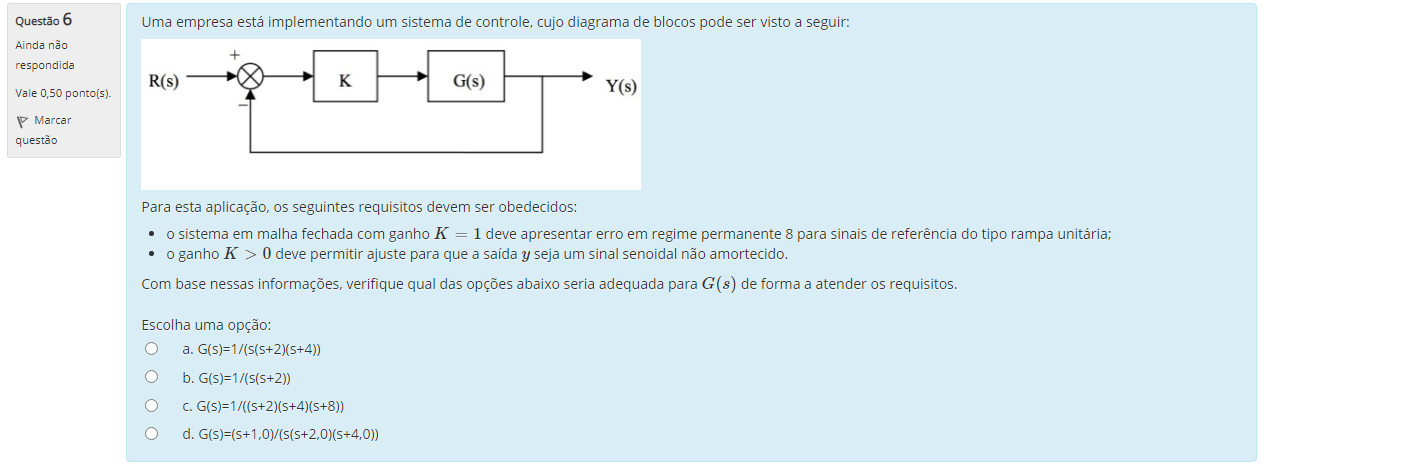 Questão 6
Ainda não
respondida
Vale 0,50 ponto(s).
Marcar
questão
Uma empresa está implementando um sistema de controle, cujo diagrama de blocos pode ser visto a seguir:
+
R(s)
K
G(s)
Y(s)
−
Para esta aplicação, os seguintes requisitos devem ser obedecidos:
• o sistema em malha fechada com ganho K = 1 deve apresentar erro em regime permanente 8 para sinais de referência do tipo rampa unitária;
• o ganho K > 0 deve permitir ajuste para que a saída y seja um sinal senoidal não amortecido.
Com base nessas informações, verifique qual das opções abaixo seria adequada para G(s) de forma a atender os requisitos.
Escolha uma opção:
a. G(s)=1/(s(s+2)(s+4))
b. G(s)=1/(s(s+2))
c. G(s)=1/((s+2)(s+4)(s+8))
d. G(s)=(s+1,0)/(s(s+2,0)(s+4,0))